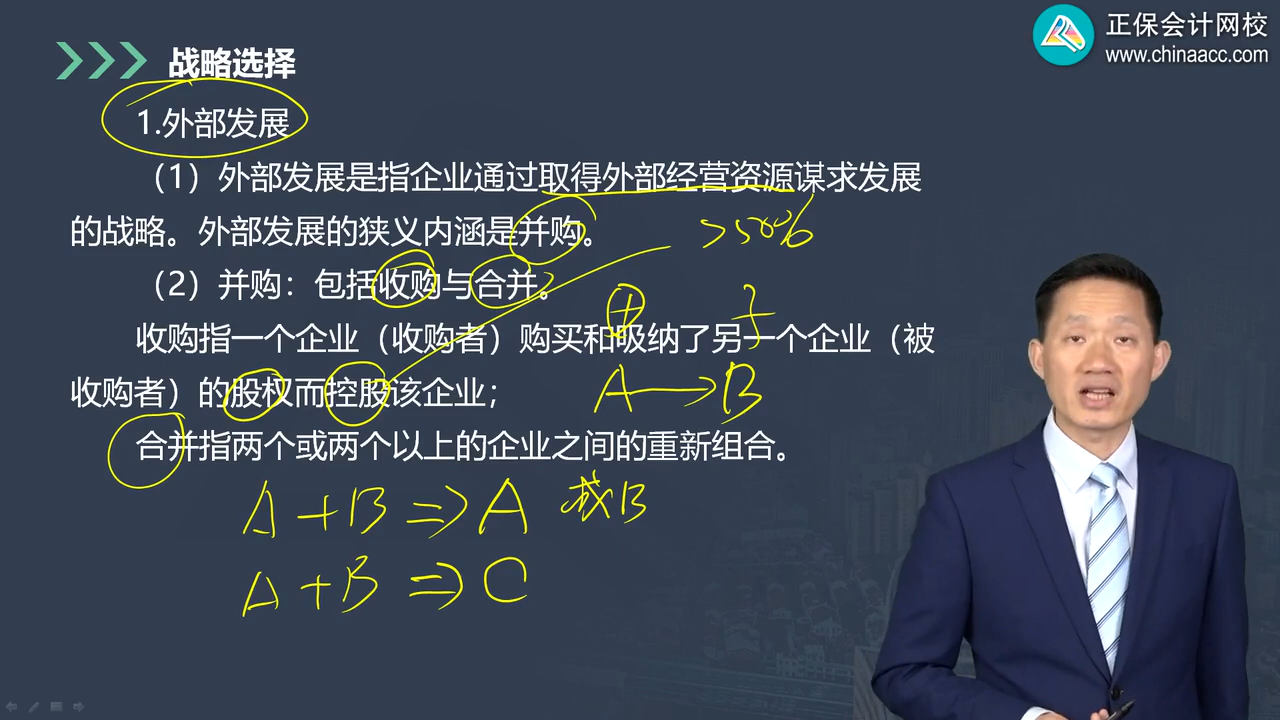 正保会计网校
www.chinaacc.com
战略选择
1.外部发展
（1）外部发展是指企业通过取得外部经营资源谋求发展
的战略。外部发展的狭义内涵是并购。
>50%
（2）并购：包括收购与合并。
母 子
收购指一个企业（收购者）购买和吸纳了另一个企业（被
收购者）的股权而控股该企业；
A→B
合并指两个或两个以上的企业之间的重新组合。
A+B⇒A 或B
A+B⇒C